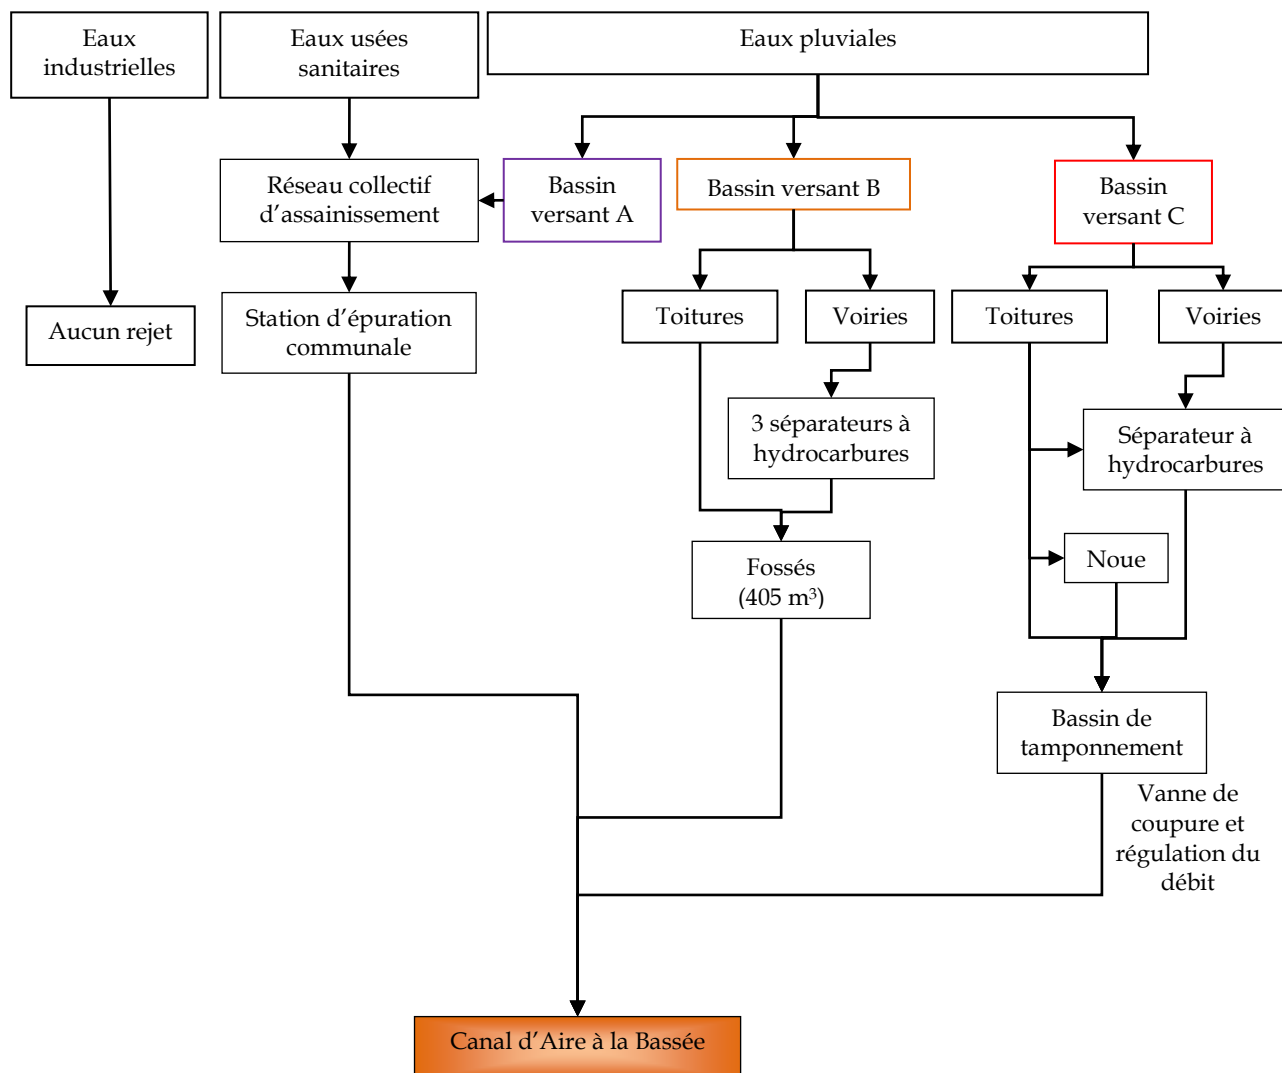 Eaux
industrielles
Eaux usées
sanitaires
Eaux pluviales
Réseau collectif
d’assainissement
Bassin
versant A
Bassin versant B
Bassin
versant C
Aucun rejet
Station d’épuration
communale
Toitures
Voiries
Toitures
Voiries
3 séparateurs à
hydrocarbures
Séparateur à
hydrocarbures
Fossés
(405 m³)
Noue
Bassin de
tamponnement
Vanne de
coupure et
régulation du
débit
Canal d’Aire à la Bassée